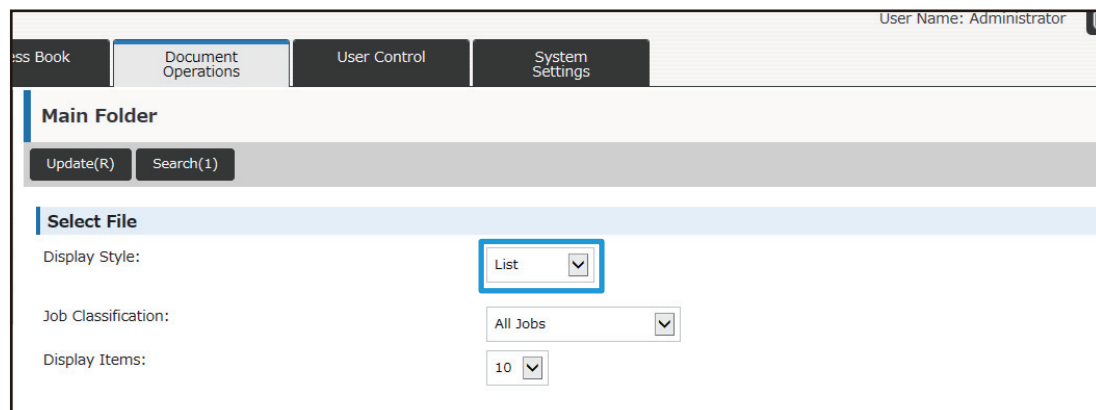 User Name: Administrator
ess Book
Document
Operations
User Control
System
Settings
Main Folder
Update(R)
Search(1)
Select File
Display Style:
List
Job Classification:
All Jobs
Display Items:
10